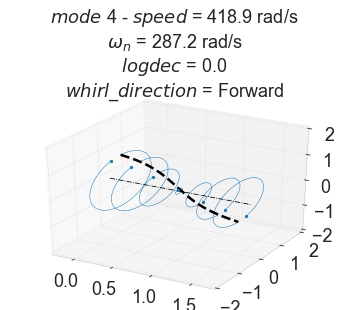 mode 4 - speed = 418.9 rad/s
ω_n = 287.2 rad/s
logdec = 0.0
whirl_direction = Forward
2
1
0
−1
−2
2
1
0
−1
−2
0.0 0.5 1.0 1.5